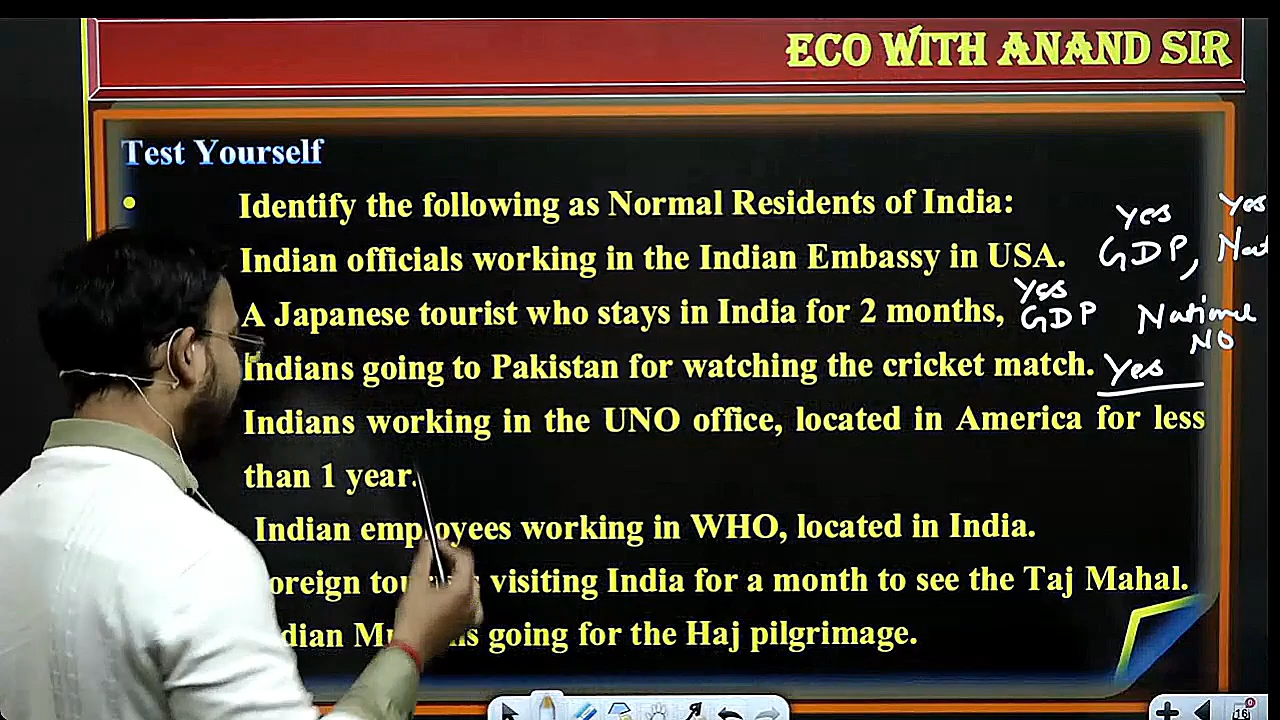 ECO WITH ANAND SIR
Test Yourself
• Identify the following as Normal Residents of India:
Yes Yes
Indian officials working in the Indian Embassy in USA. GDP,
Yes
A Japanese tourist who stays in India for 2 months, GDP National
NO
Indians going to Pakistan for watching the cricket match. Yes
Indians working in the UNO office, located in America for less
than 1 year.
Indian employees working in WHO, located in India.
visiting India for a month to see the Taj Mahal.
going for the Haj pilgrimage.